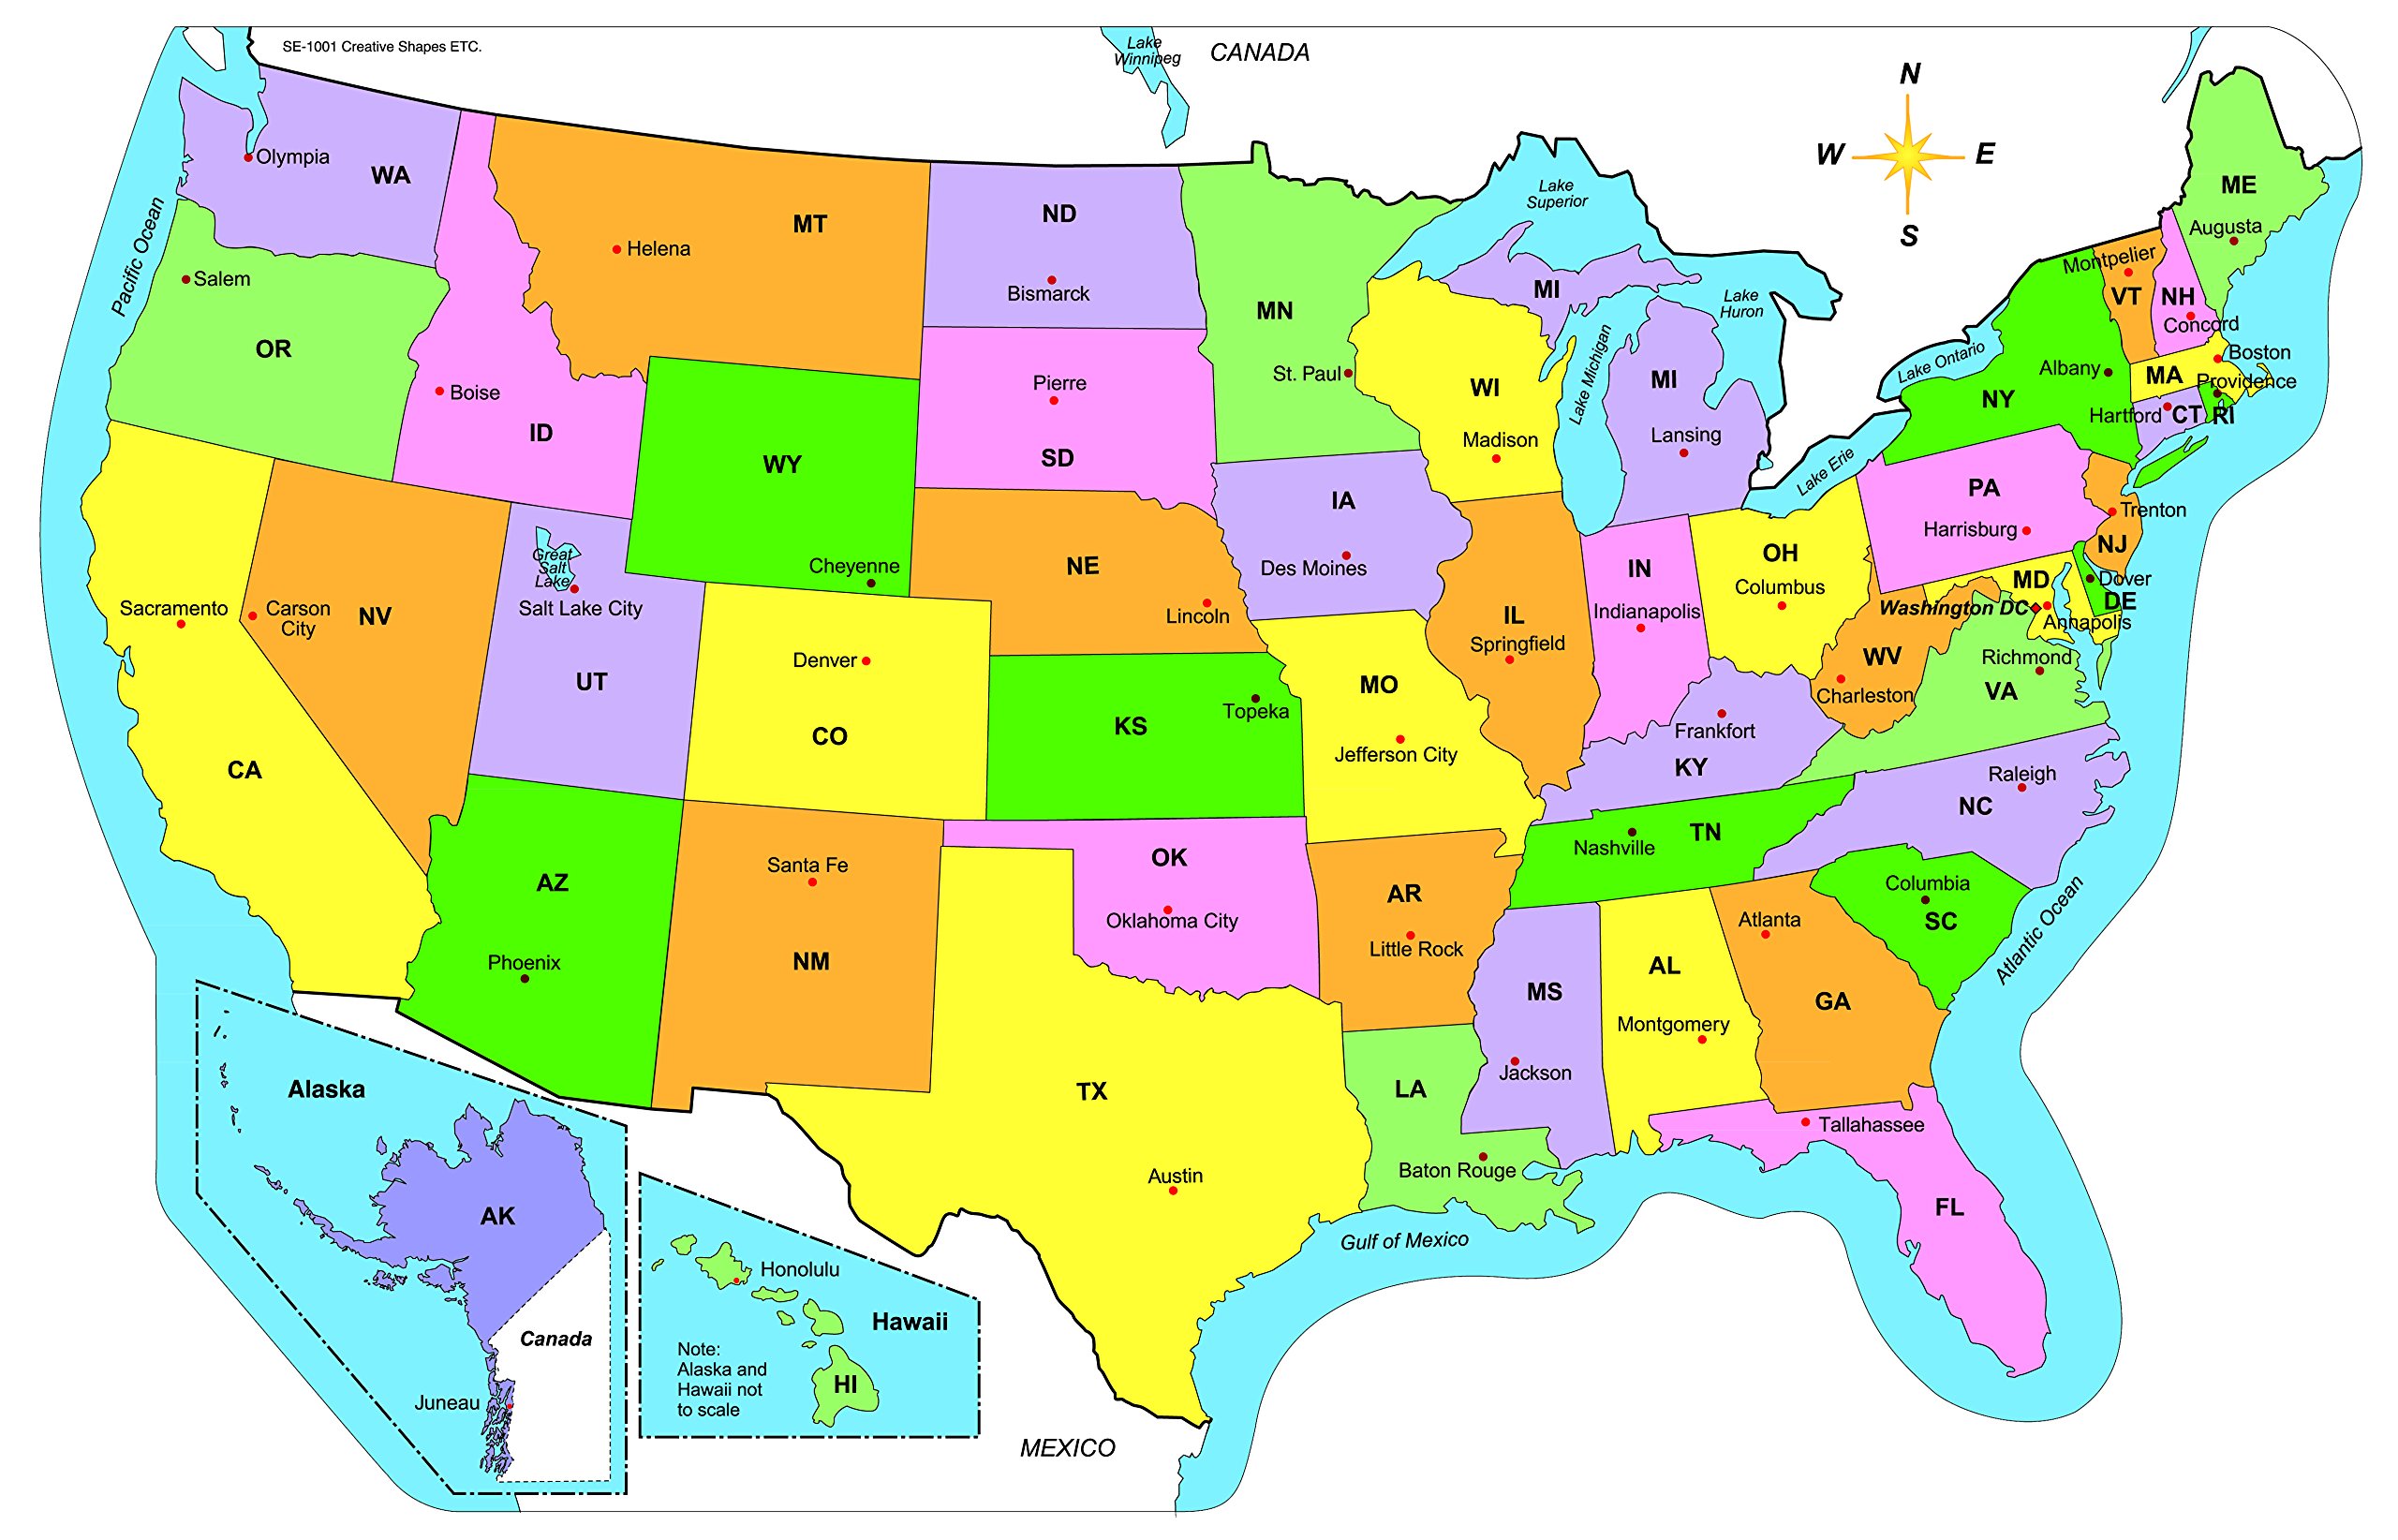 SE-1001 Creative Shapes ETC.
Lake
Winnipeg
CANADA
N
W
E
S
Pacific Ocean
Olympia
WA
Salem
OR
Boise
ID
MT
Helena
ND
Bismarck
Pierre
SD
WY
Cheyenne
MN
St. Paul
Lake
Superior
MI
Lake
Huron
Lake Michigan
WI
Madison
MI
Lansing
Lake Ontario
Lake Erie
ME
Augusta
Montpelier
VT
NH
Concord
Boston
MA
Providence
Albany
NY
Hartford
CT
RI
PA
Harrisburg
Trenton
NJ
MD
Dover
DE
Washington DC
Annapolis
IA
Des Moines
NE
Lincoln
IL
Springfield
IN
Indianapolis
OH
Columbus
WV
Charleston
Richmond
VA
Sacramento
CA
Carson
City
NV
Great
Salt
Lake
Salt Lake City
UT
Denver
CO
KS
Topeka
MO
Jefferson City
Frankfort
KY
Raleigh
NC
TN
Nashville
AZ
Phoenix
Santa Fe
NM
OK
Oklahoma City
AR
Little Rock
Columbia
SC
Atlanta
GA
Atlantic Ocean
MS
Jackson
AL
Montgomery
TX
Austin
LA
Baton Rouge
Tallahassee
FL
Gulf of Mexico
Alaska
AK
Canada
Juneau
Honolulu
Hawaii
HI
Note:
Alaska and
Hawaii not
to scale
MEXICO